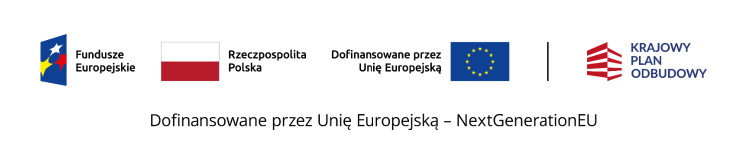 Fundusze
Europejskie
Rzeczpospolita
Polska
Dofinansowane przez
Unię Europejską
KRAJOWY
PLAN
ODBUDOWY
Dofinansowane przez Unię Europejską – NextGenerationEU